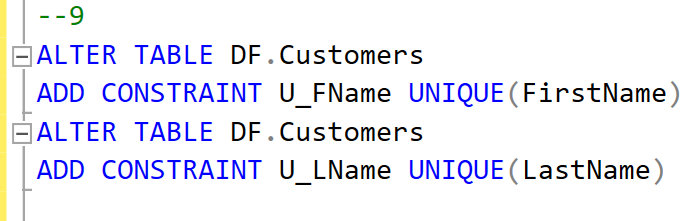 --9
ALTER TABLE DF.Customers
ADD CONSTRAINT U_FName UNIQUE(FirstName)
ALTER TABLE DF.Customers
ADD CONSTRAINT U_LName UNIQUE(LastName)